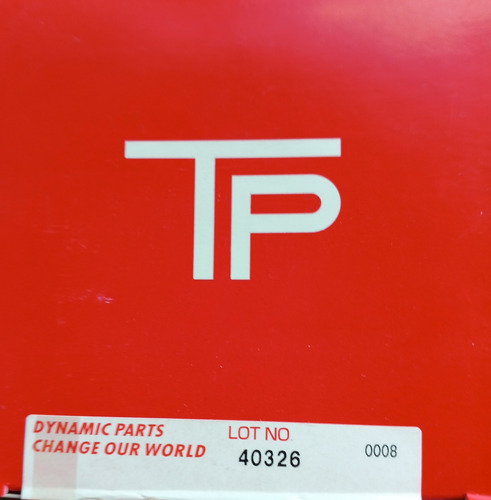 TP
DYNAMIC PARTS
CHANGE OUR WORLD
LOT NO.
40326
0008